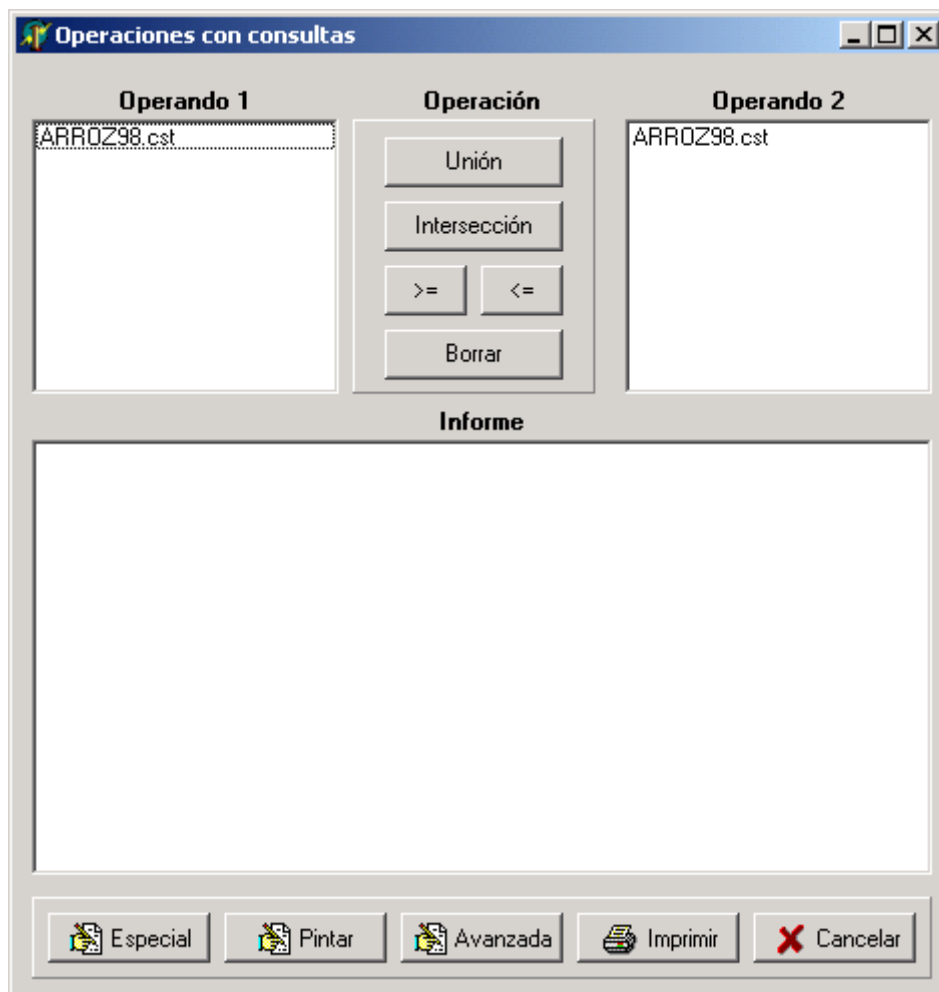 Operaciones con consultas
Operando 1
Operación
Operando 2
ARROZ98.cst
Unión
ARROZ98.cst
Intersección
>=
<=
Borrar
Informe
Especial
Pintar
Avanzada
Imprimir
Cancelar